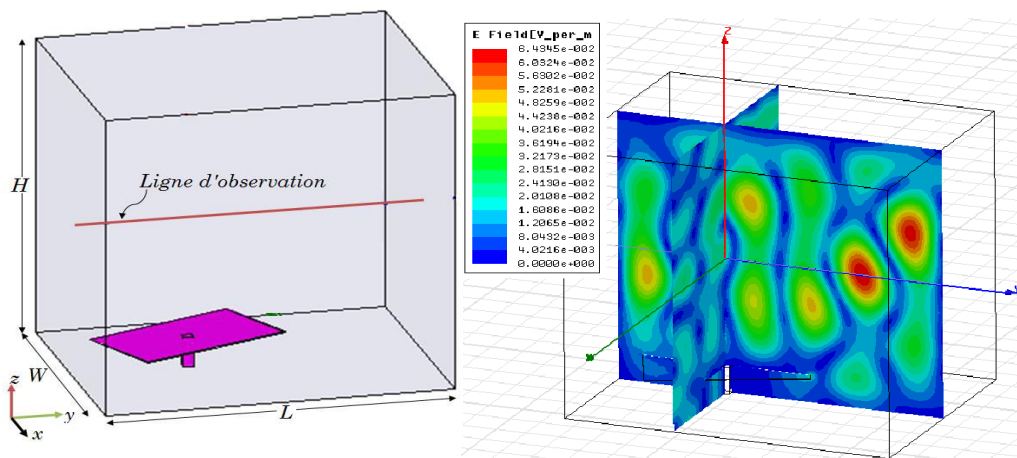 H
Ligne d'observation
W
L
z
y
x
E Field[V_per_m
6.4345e-002
6.0324e-002
5.6302e-002
5.2281e-002
4.8259e-002
4.4238e-002
4.0216e-002
3.6194e-002
3.2173e-002
2.8151e-002
2.4130e-002
2.0108e-002
1.6086e-002
1.2065e-002
8.0432e-003
4.0216e-003
0.0000e+000
z